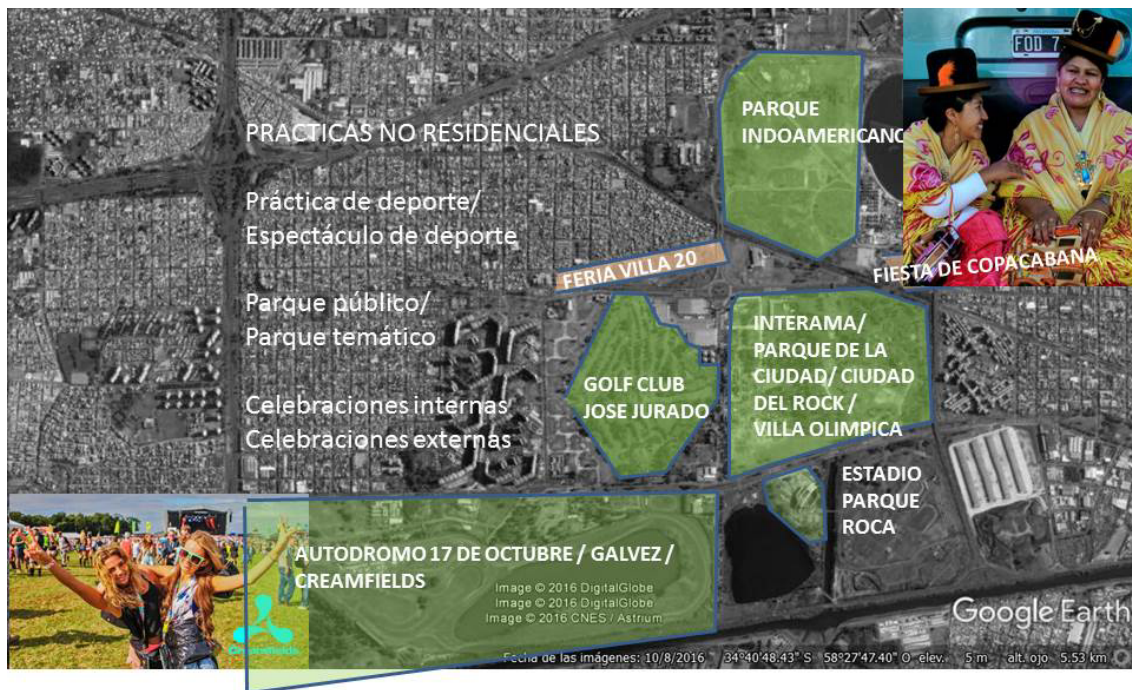 PRACTICAS NO RESIDENCIALES
Práctica de deporte/
Espectáculo de deporte
Parque público/
Parque temático
Celebraciones internas
Celebraciones externas
PARQUE
INDOAMERICANO
FOD 7
FERIA VILLA 20
FIESTA DE COPACABANA
GOLF CLUB
JOSE JURADO
INTERAMA/
PARQUE DE LA
CIUDAD/ CIUDAD
DEL ROCK /
VILLA OLIMPICA
ESTADIO
PARQUE
ROCA
AUTODROMO 17 DE OCTUBRE / GALVEZ /
CREAMFIELDS
Creamfields
Image © 2016 DigitalGlobe
Image © 2016 DigitalGlobe
Image © 2016 CNES / Astrium
Google Earth
Fecha de las imágenes: 10/8/2016 34°40'48.43" S 58°27'47.40" O elev. 5 m alt. ojo 5.53 km